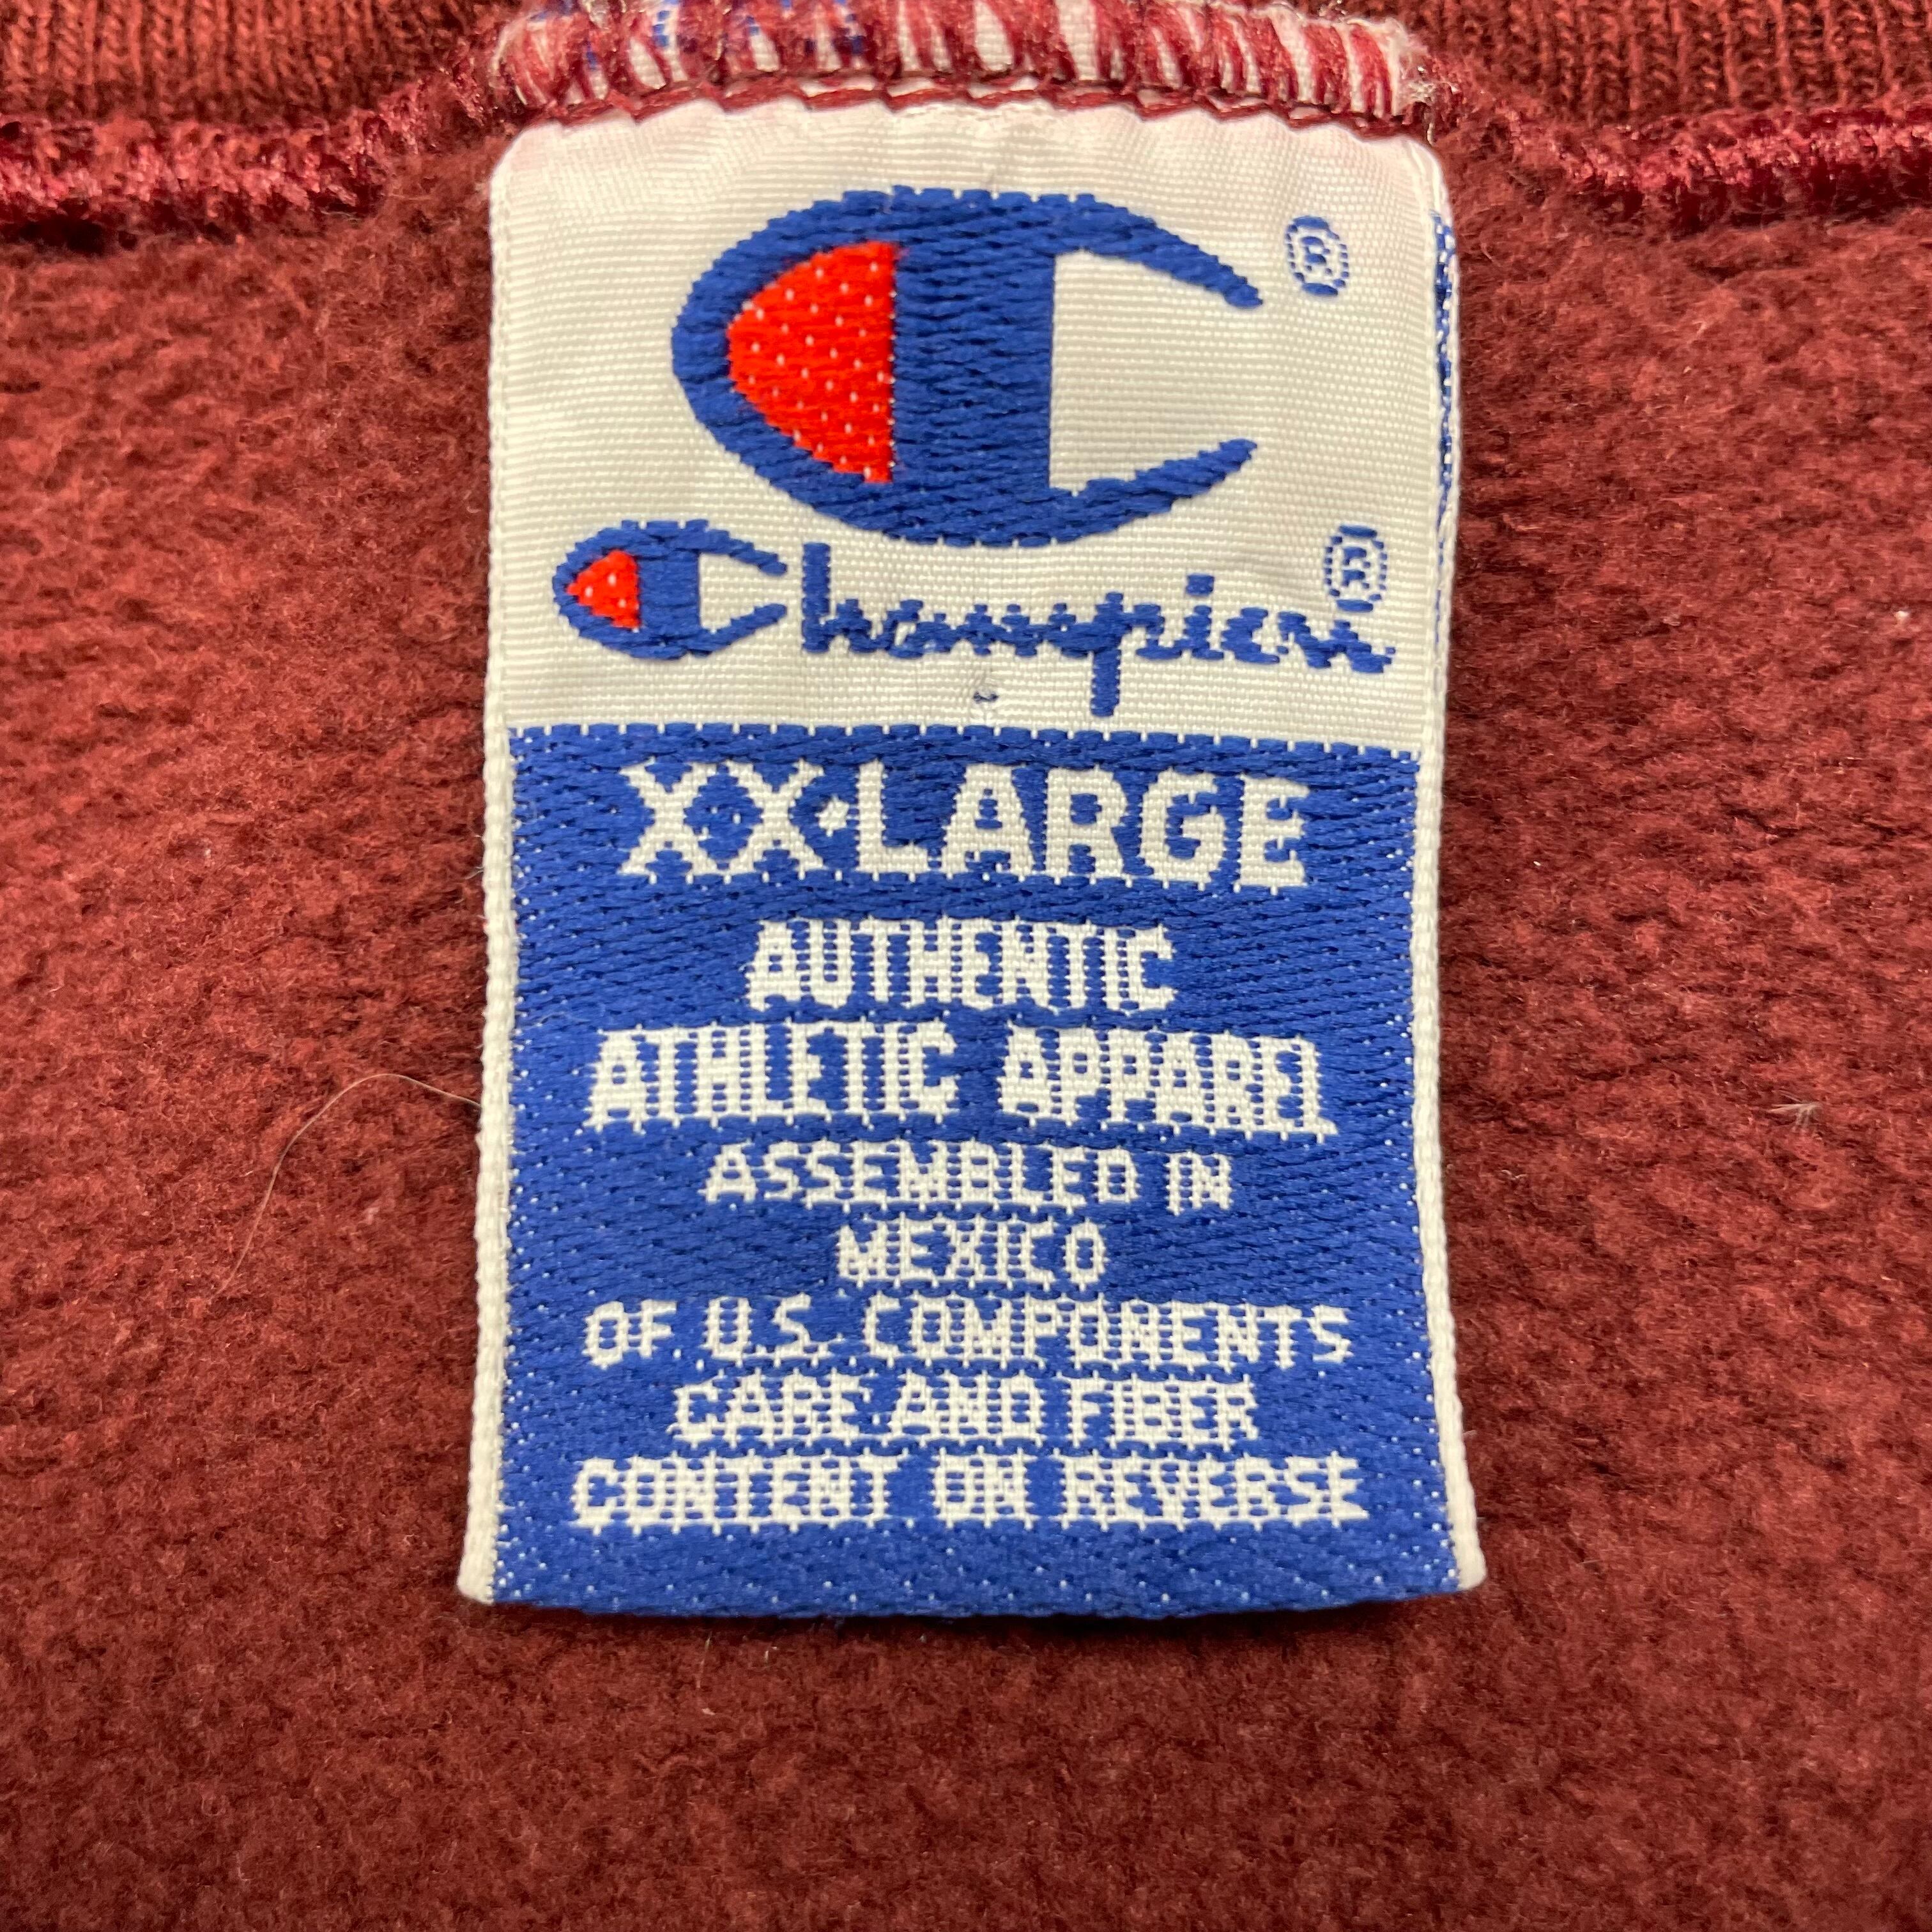 ®
Champion®
XX·LARGE
AUTHENTIC
ATHLETIC APPAREL
ASSEMBLED IN
MEXICO
OF U.S. COMPONENTS
CARE AND FIBER
CONTENT ON REVERSE